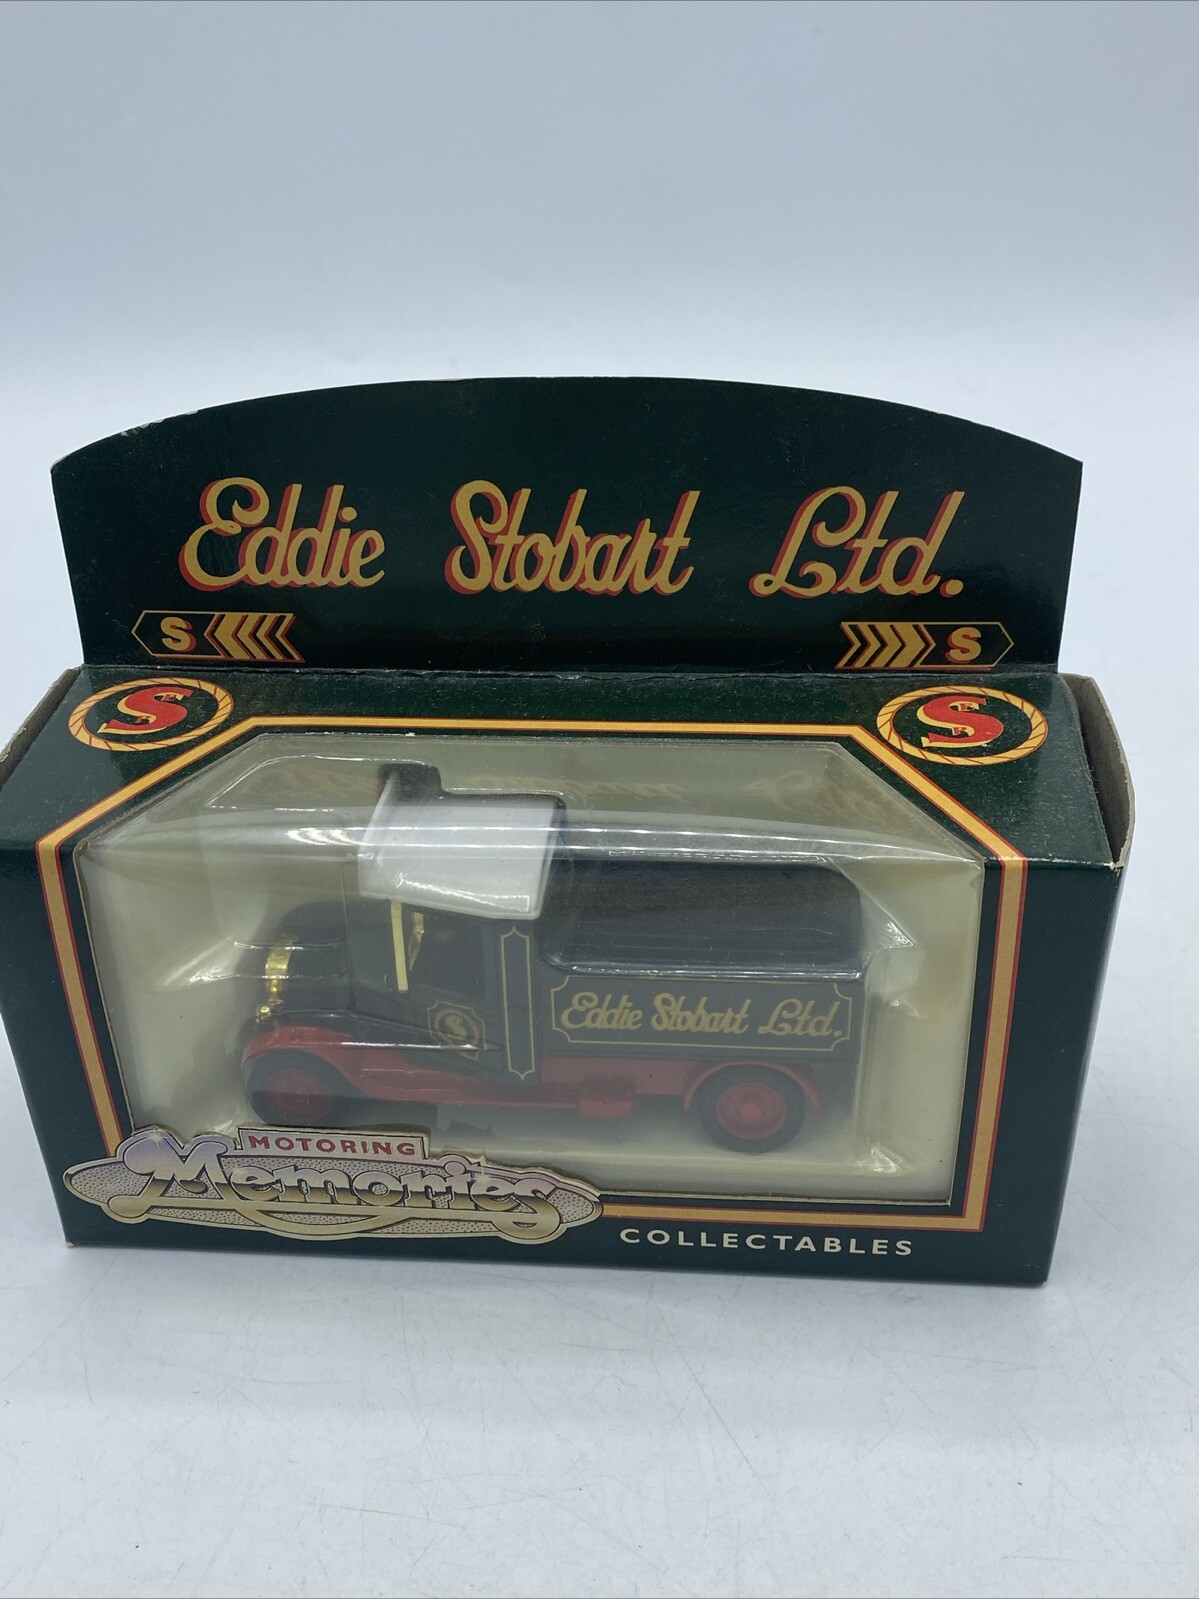 Eddie Stobart Ltd.
S S
S S
S
Eddie Stobart Ltd.
MOTORING
Memories
COLLECTABLES